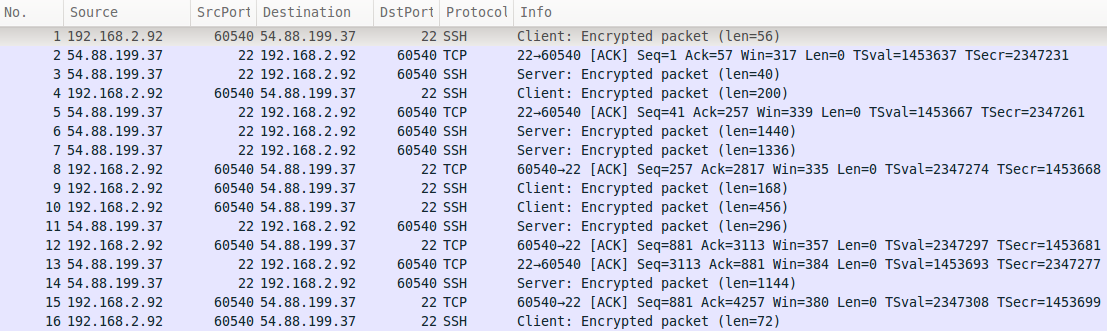 No. Source SrcPort Destination DstPort Protocol Info
1 192.168.2.92 60540 54.88.199.37 22 SSH Client: Encrypted packet (len=56)
2 54.88.199.37 22 192.168.2.92 60540 TCP 22→60540 [ACK] Seq=1 Ack=57 Win=317 Len=0 TSval=1453637 TSecr=2347231
3 54.88.199.37 22 192.168.2.92 60540 SSH Server: Encrypted packet (len=40)
4 192.168.2.92 60540 54.88.199.37 22 SSH Client: Encrypted packet (len=200)
5 54.88.199.37 22 192.168.2.92 60540 TCP 22→60540 [ACK] Seq=41 Ack=257 Win=339 Len=0 TSval=1453667 TSecr=2347261
6 54.88.199.37 22 192.168.2.92 60540 SSH Server: Encrypted packet (len=1440)
7 54.88.199.37 22 192.168.2.92 60540 SSH Server: Encrypted packet (len=1336)
8 192.168.2.92 60540 54.88.199.37 22 TCP 60540→22 [ACK] Seq=257 Ack=2817 Win=335 Len=0 TSval=2347274 TSecr=1453668
9 192.168.2.92 60540 54.88.199.37 22 SSH Client: Encrypted packet (len=168)
10 192.168.2.92 60540 54.88.199.37 22 SSH Client: Encrypted packet (len=456)
11 54.88.199.37 22 192.168.2.92 60540 SSH Server: Encrypted packet (len=296)
12 192.168.2.92 60540 54.88.199.37 22 TCP 60540→22 [ACK] Seq=881 Ack=3113 Win=357 Len=0 TSval=2347297 TSecr=1453681
13 54.88.199.37 22 192.168.2.92 60540 TCP 22→60540 [ACK] Seq=3113 Ack=881 Win=384 Len=0 TSval=1453693 TSecr=2347277
14 54.88.199.37 22 192.168.2.92 60540 SSH Server: Encrypted packet (len=1144)
15 192.168.2.92 60540 54.88.199.37 22 TCP 60540→22 [ACK] Seq=881 Ack=4257 Win=380 Len=0 TSval=2347308 TSecr=1453699
16 192.168.2.92 60540 54.88.199.37 22 SSH Client: Encrypted packet (len=72)